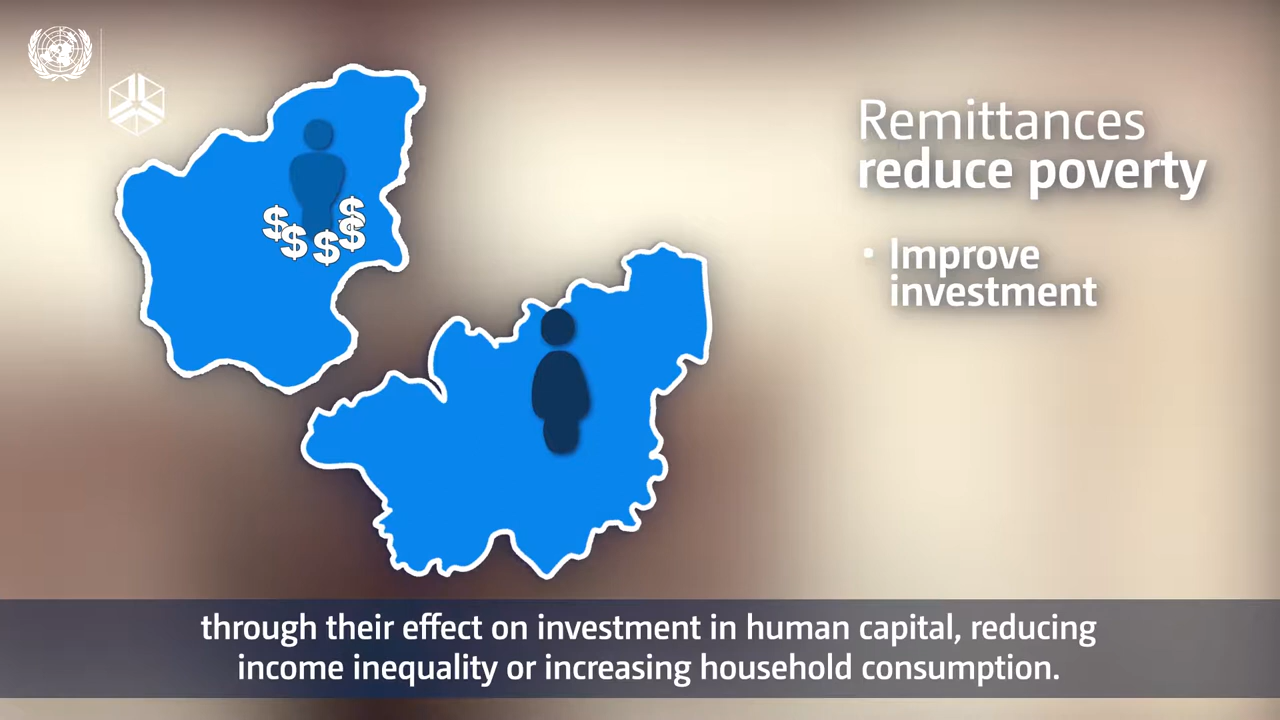 Remittances
reduce poverty
• Improve
investment
$ $ $ $ $
through their effect on investment in human capital, reducing
income inequality or increasing household consumption.